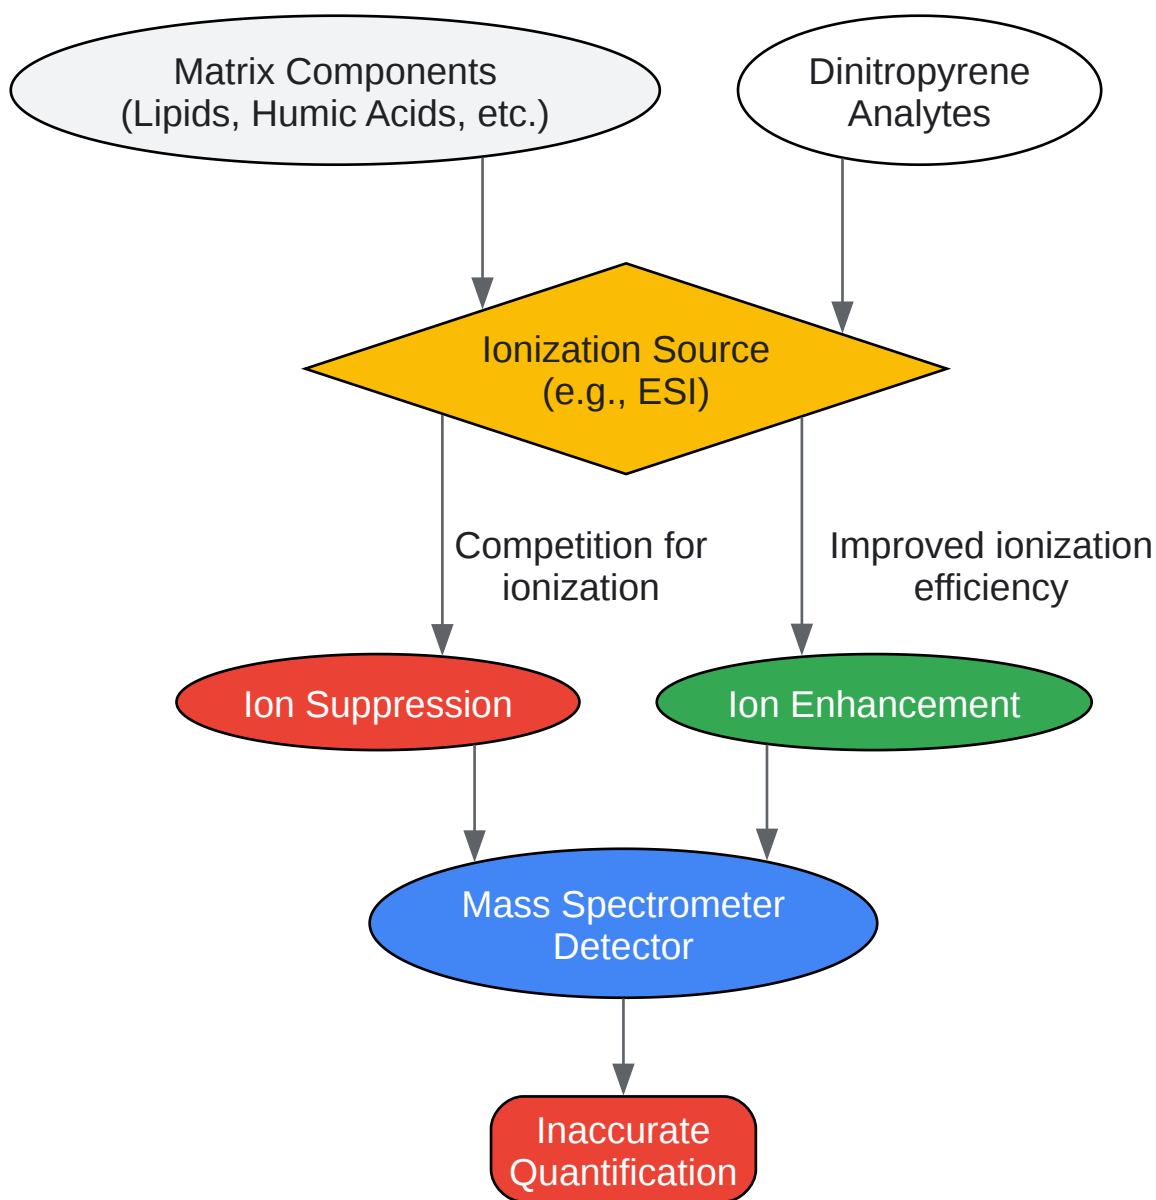 Matrix Components
(Lipids, Humic Acids, etc.)
Dinitropyrene
Analytes
Ionization Source
(e.g., ESI)
Competition for
ionization
Improved ionization
efficiency
Ion Suppression
Ion Enhancement
Mass Spectrometer
Detector
Inaccurate
Quantification